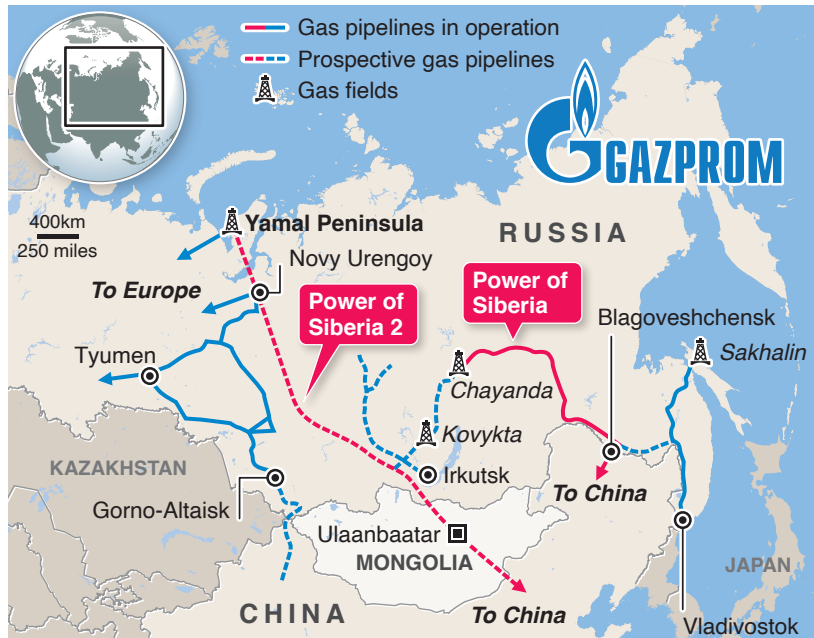 Gas pipelines in operation
Prospective gas pipelines
Gas fields
GAZPROM
400km
250 miles
Yamal Peninsula
RUSSIA
Novy Urengoy
To Europe
Power of
Siberia 2
Power of
Siberia
Blagoveshchensk
Tyumen
Sakhalin
Chayanda
Kovykta
KAZAKHSTAN
Irkutsk
To China
Gorno-Altaisk
Ulaanbaatar
MONGOLIA
JAPAN
CHINA
To China
Vladivostok